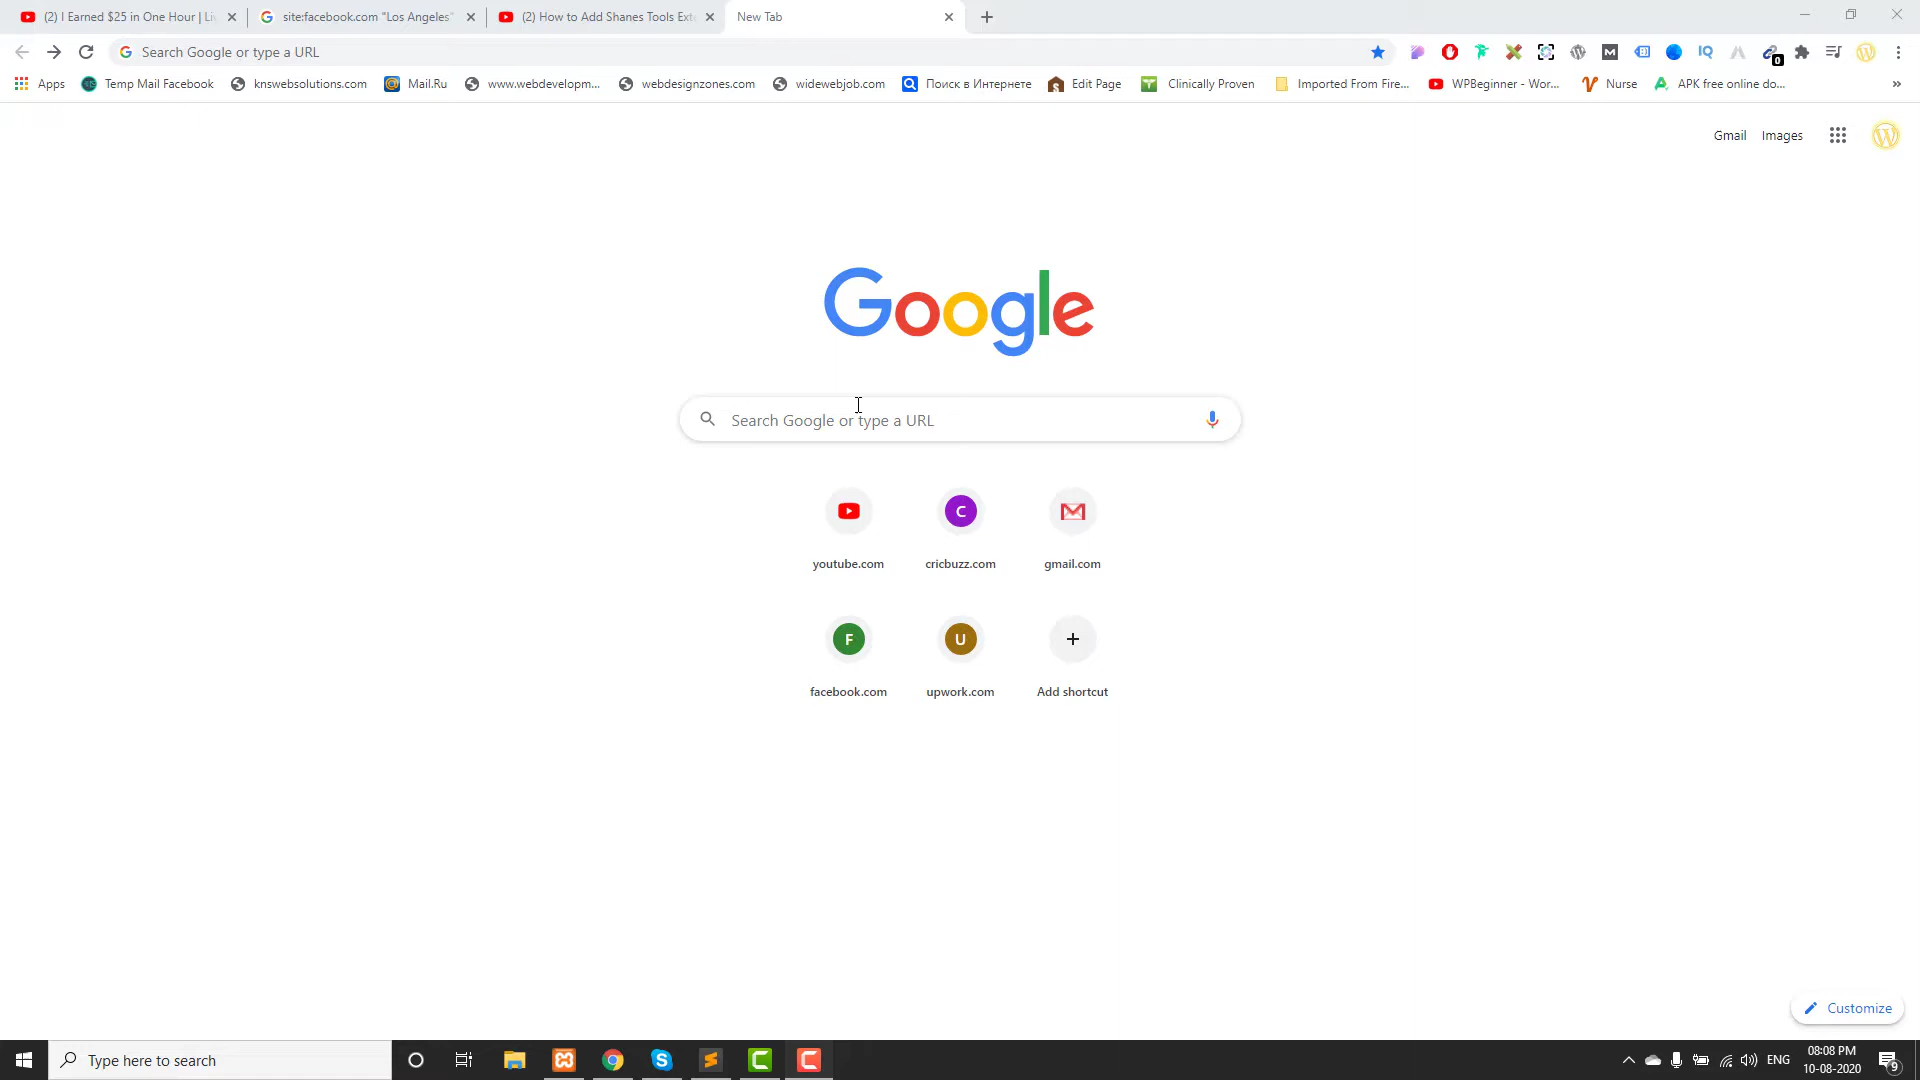 (2) I Earned $25 in One Hour | Li
site:facebook.com "Los Angeles"
(2) How to Add Shanes Tools Ext
New Tab
Search Google or type a URL
0
Apps
Temp Mail Facebook
knswebsolutions.com
Mail.Ru
www.webdevelopm...
webdesignzones.com
widewebjob.com
Поиск в Интернете
Edit Page
Clinically Proven
Imported From Fire...
WPBeginner - Wor...
Nurse
APK free online do...
»
Gmail
Images
Google
Search Google or type a URL
C
youtube.com
cricbuzz.com
gmail.com
F
U
facebook.com
upwork.com
Add shortcut
Customize
Type here to search
ENG
08:08 PM
10-08-2020
9